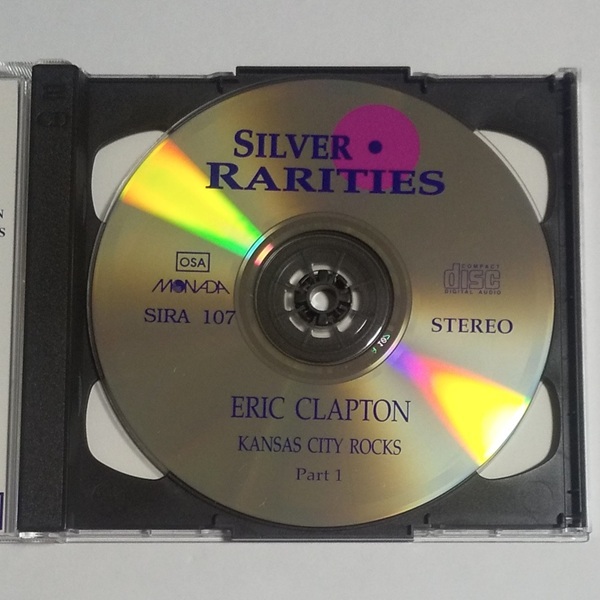 SILVER
RARITIES
OSA
MONADA
SIRA 107
COMPACT
disc
DIGITAL AUDIO
STEREO
ERIC CLAPTON
KANSAS CITY ROCKS
Part 1